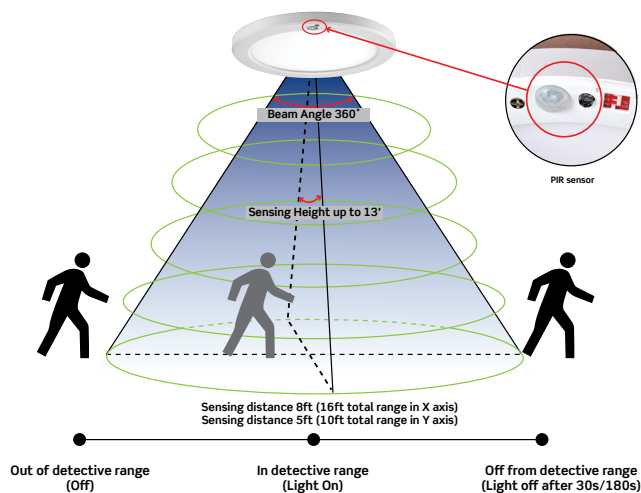 Beam Angle 360°
PIR sensor
Sensing Height up to 13'
Sensing distance 8ft (16ft total range in X axis)
Sensing distance 5ft (10ft total range in Y axis)
Out of detective range
(Off)
In detective range
(Light On)
Off from detective range
(Light off after 30s/180s)